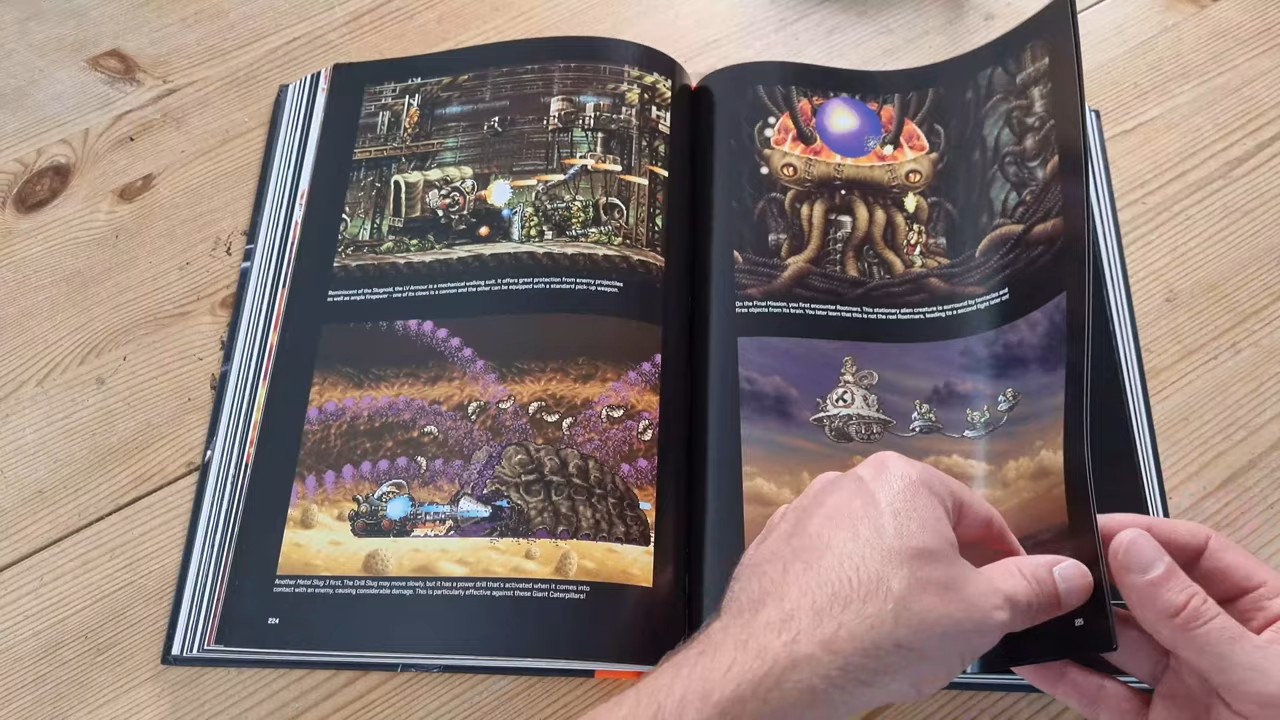 Reminiscent of the Slugnoid, the LV Armour is a mechanical walking suit. It offers great protection from enemy projectiles
as well as ample firepower – one of its claws is a cannon and the other can be equipped with a standard pick-up weapon.
Another Metal Slug 3 first, The Drill Slug may move slowly, but it has a power drill that's activated when it comes into
contact with an enemy, causing considerable damage. This is particularly effective against these Giant Caterpillars!
224
On the Final Mission, you first encounter Rootmars. This stationary alien creature is surround by tentacles and
fires objects from its brain. You later learn that this is not the real Rootmars, leading to a second fight later on!
225